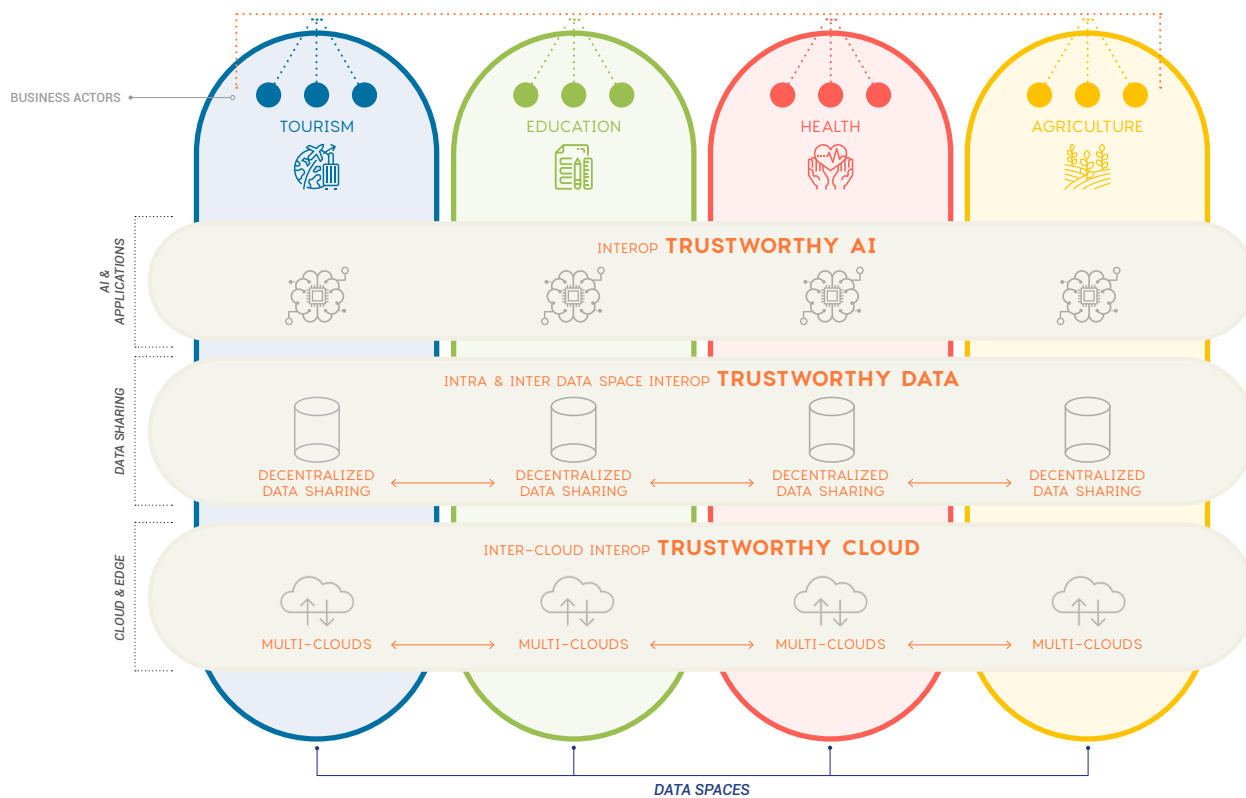 BUSINESS ACTORS
TOURISM
EDUCATION
HEALTH
AGRICULTURE
AI &
APPLICATIONS
INTEROP TRUSTWORTHY AI
DATA SHARING
INTRA & INTER DATA SPACE INTEROP TRUSTWORTHY DATA
DECENTRALIZED
DATA SHARING
DECENTRALIZED
DATA SHARING
DECENTRALIZED
DATA SHARING
DECENTRALIZED
DATA SHARING
CLOUD & EDGE
INTER-CLOUD INTEROP TRUSTWORTHY CLOUD
MULTI-CLOUDS
MULTI-CLOUDS
MULTI-CLOUDS
MULTI-CLOUDS
DATA SPACES